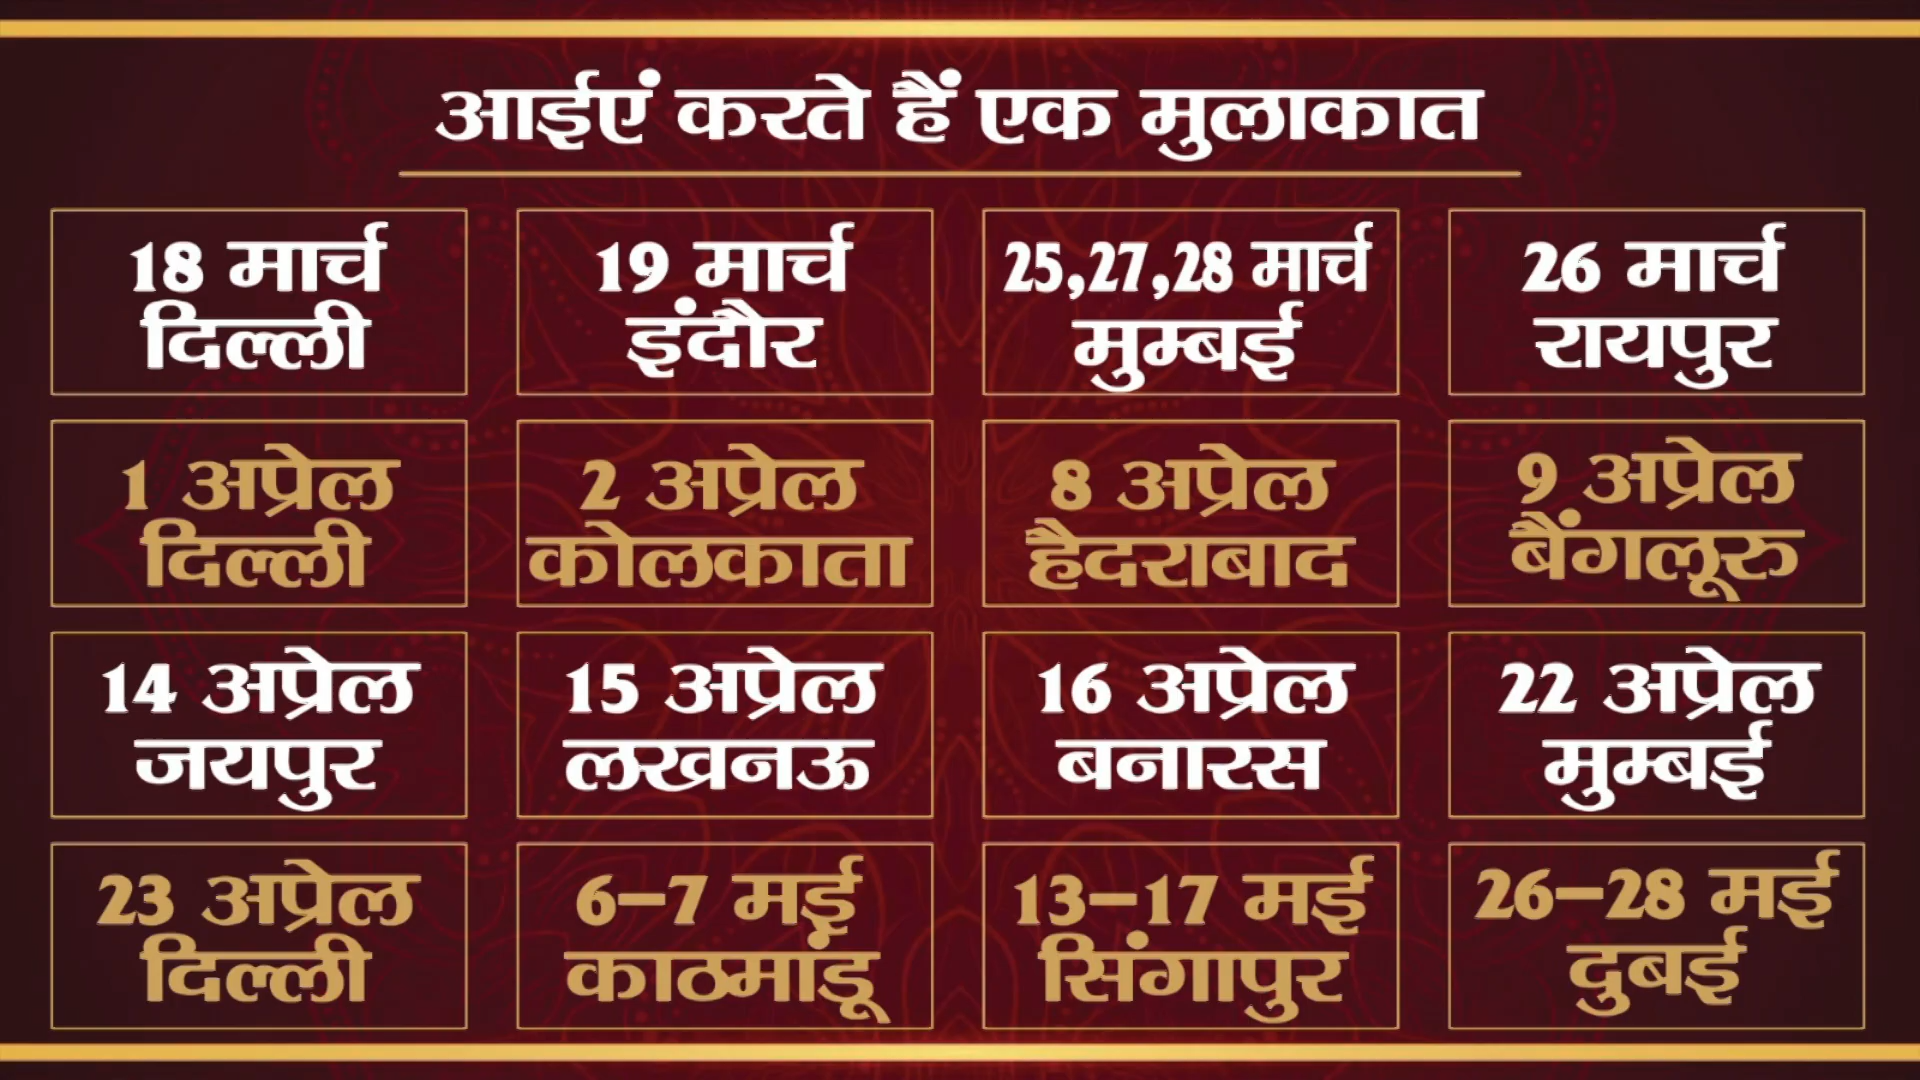 आईएं करते हैं एक मुलाकात
18 मार्च
दिल्ली
19 मार्च
इंदौर
25,27,28 मार्च
मुम्बई
26 मार्च
रायपुर
1 अप्रेल
दिल्ली
2 अप्रेल
कोलकाता
8 अप्रेल
हैदराबाद
9 अप्रेल
बैंगलूरु
14 अप्रेल
जयपुर
15 अप्रेल
लखनऊ
16 अप्रेल
बनारस
22 अप्रेल
मुम्बई
23 अप्रेल
दिल्ली
6-7 मई
काठमांडू
13-17 मई
सिंगापुर
26-28 मई
दुबई